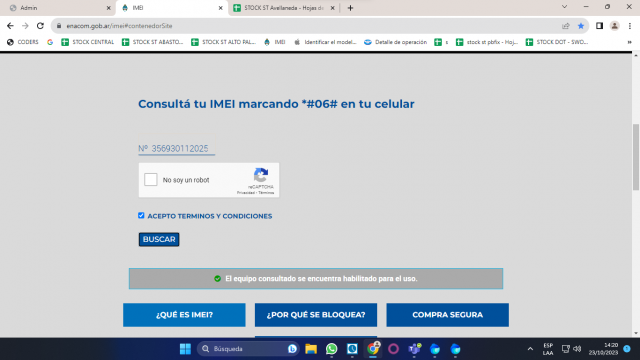 Admin
IMEI
STOCK ST Avellaneda - Hojas de
enacom.gob.ar/imei#contenedorSite
CODERS
STOCK CENTRAL
STOCK ST ABASTO...
STOCK ST ALTO PAL...
IMEI
Identificar el model...
Detalle de operación
stock st pbfix - Hoj...
STOCK DOT - SWO...
Consultá tu IMEI marcando *#06# en tu celular
Nº 356930112025
No soy un robot
reCAPTCHA
Privacidad - Términos
ACEPTO TERMINOS Y CONDICIONES
BUSCAR
El equipo consultado se encuentra habilitado para el uso.
¿QUÉ ES IMEI?
¿POR QUÉ SE BLOQUEA?
COMPRA SEGURA
Búsqueda
ESP
LAA
14:20
23/10/2023